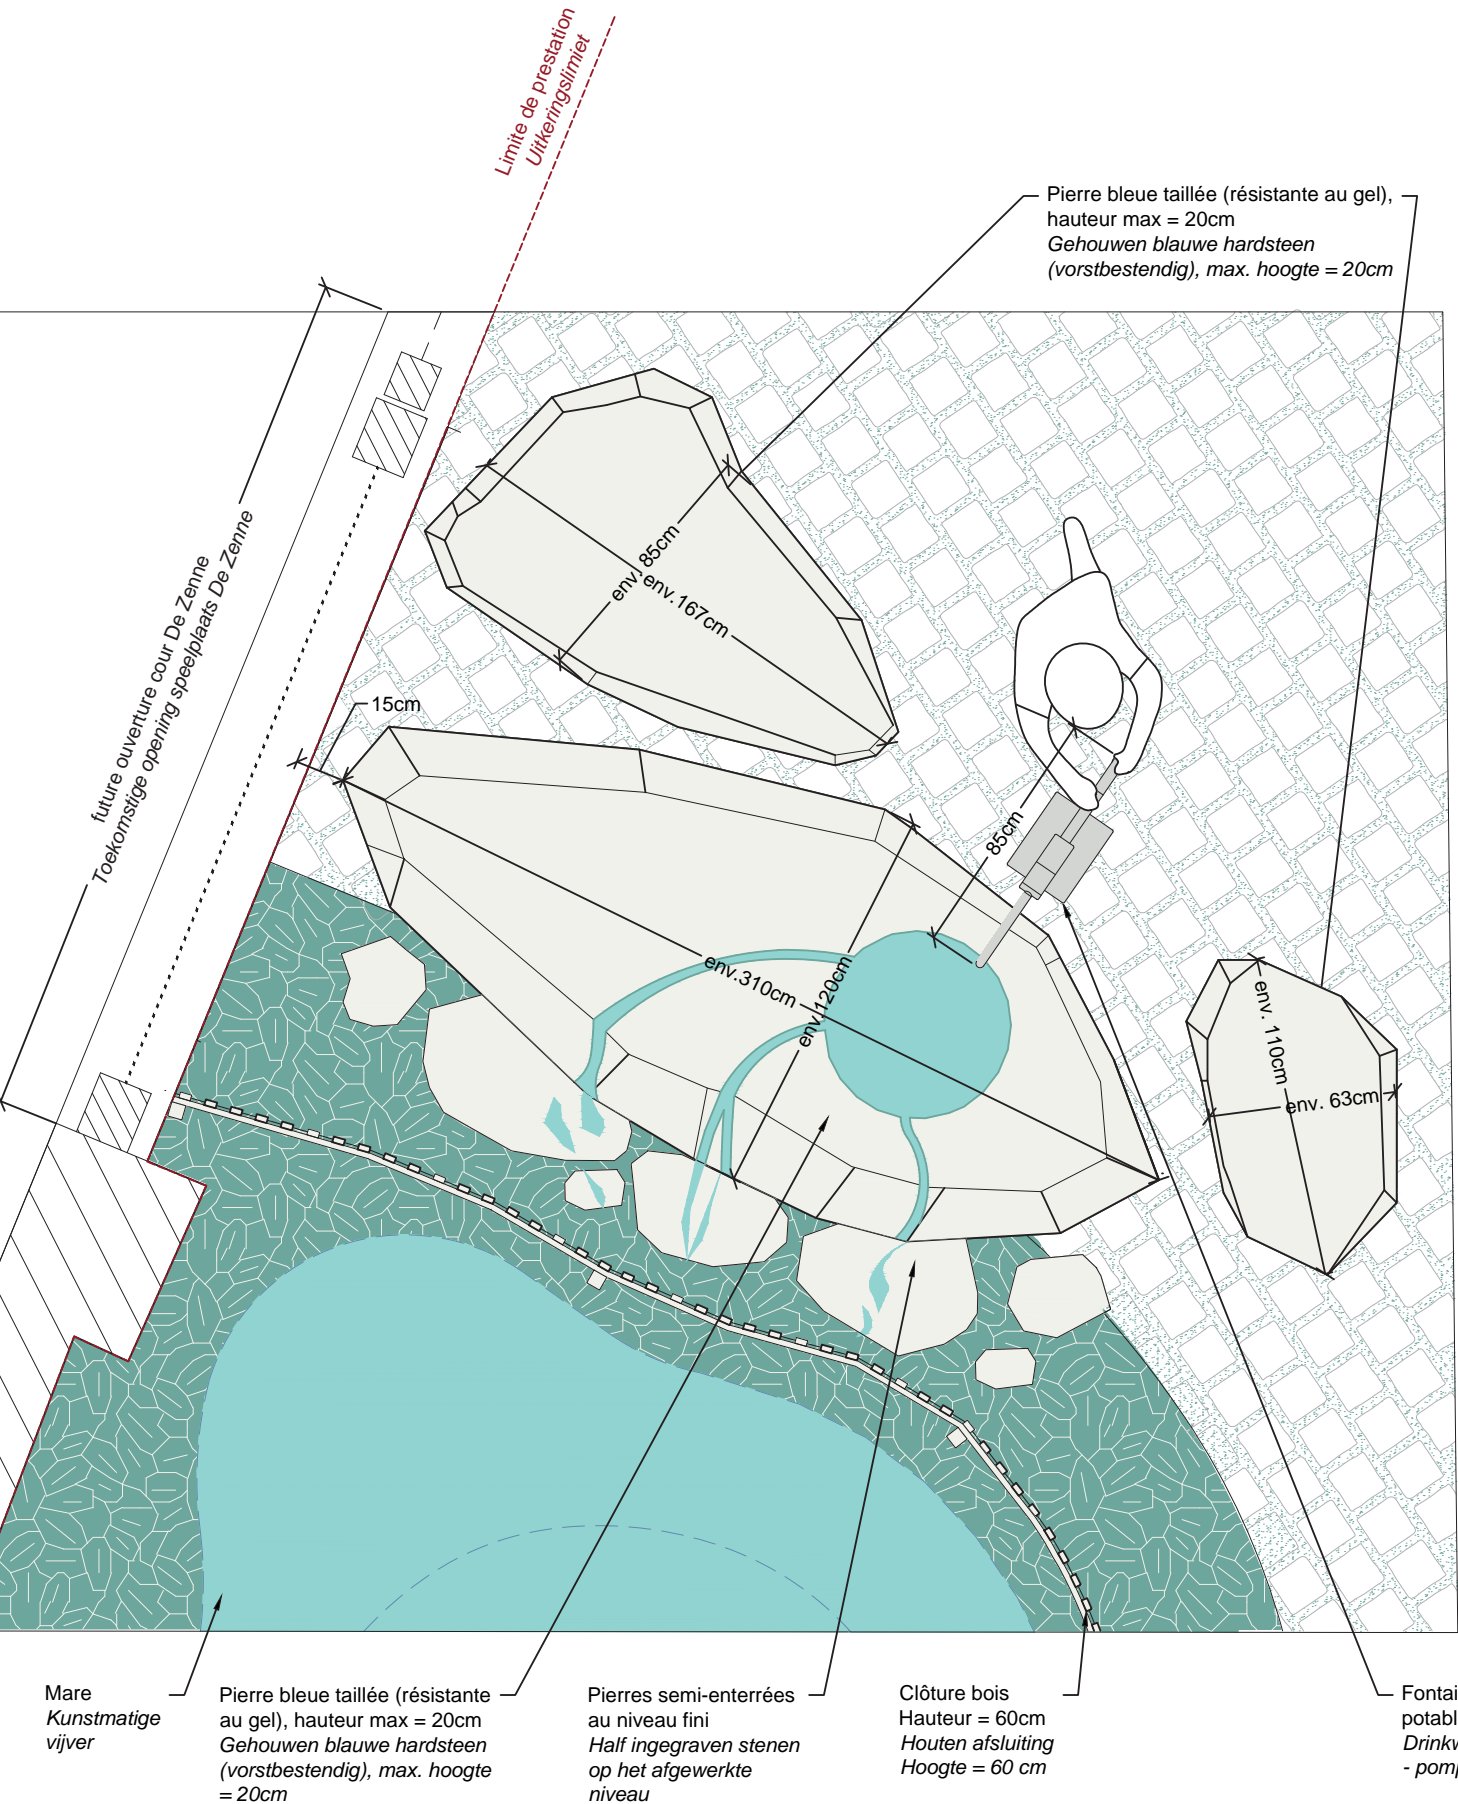 Limite de prestation
Uitkeringslimiet
Pierre bleue taillée (résistante au gel),
hauteur max = 20cm
Gehouwen blauwe hardsteen
(vorstbestendig), max. hoogte = 20cm
future ouverture cour De Zenne
Toekomstige opening speelplaats De Zenne
env. 85cm
env.167cm
15cm
85cm
env.310cm
env.120cm
env. 110cm
env. 63cm
Mare
Kunstmatige
vijver
Pierre bleue taillée (résistante
au gel), hauteur max = 20cm
Gehouwen blauwe hardsteen
(vorstbestendig), max. hoogte
= 20cm
Pierres semi-enterrées
au niveau fini
Half ingegraven stenen
op het afgewerkte
niveau
Clôture bois
Hauteur = 60cm
Houten afsluiting
Hoogte = 60 cm
Fontai
potabl
Drinkw
- pomp